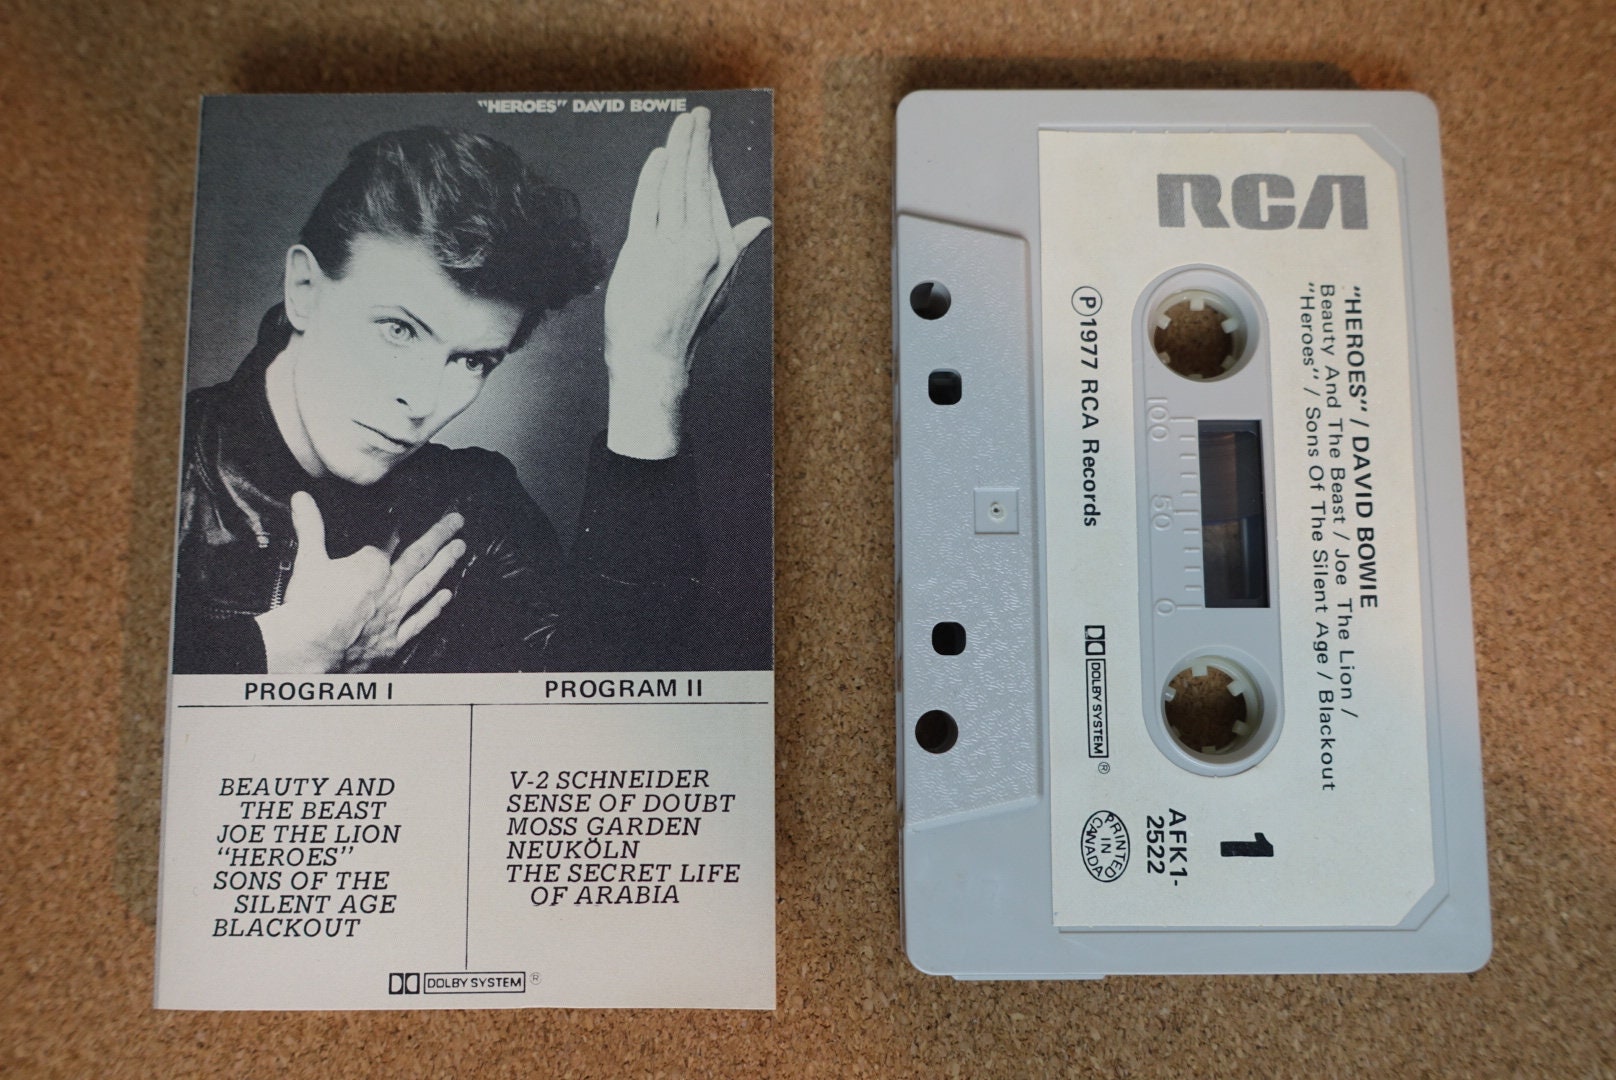 "HEROES" DAVID BOWIE
PROGRAM I
BEAUTY AND
THE BEAST
JOE THE LION
"HEROES"
SONS OF THE
SILENT AGE
BLACKOUT
PROGRAM II
V-2 SCHNEIDER
SENSE OF DOUBT
MOSS GARDEN
NEUKÖLN
THE SECRET LIFE
OF ARABIA
DOLBY SYSTEM ®
RCA
"HEROES" / DAVID BOWIE
Beauty And The Beast / Joe The Lion /
"Heroes" / Sons Of The Silent Age / Blackout
100 50 0
Ⓟ1977 RCA Records
DOLBY SYSTEM ®
1
AFK1-
2522
PRINTED
IN
CANADA